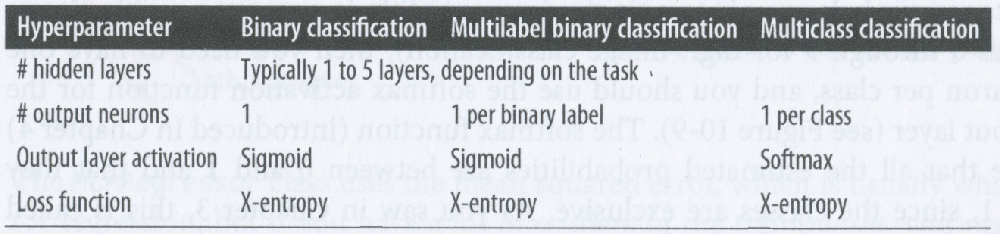 Hyperparameter Binary classification Multilabel binary classification Multiclass classification
# hidden layers Typically 1 to 5 layers, depending on the task
# output neurons 1 1 per binary label 1 per class
Output layer activation Sigmoid Sigmoid Softmax
Loss function X-entropy X-entropy X-entropy